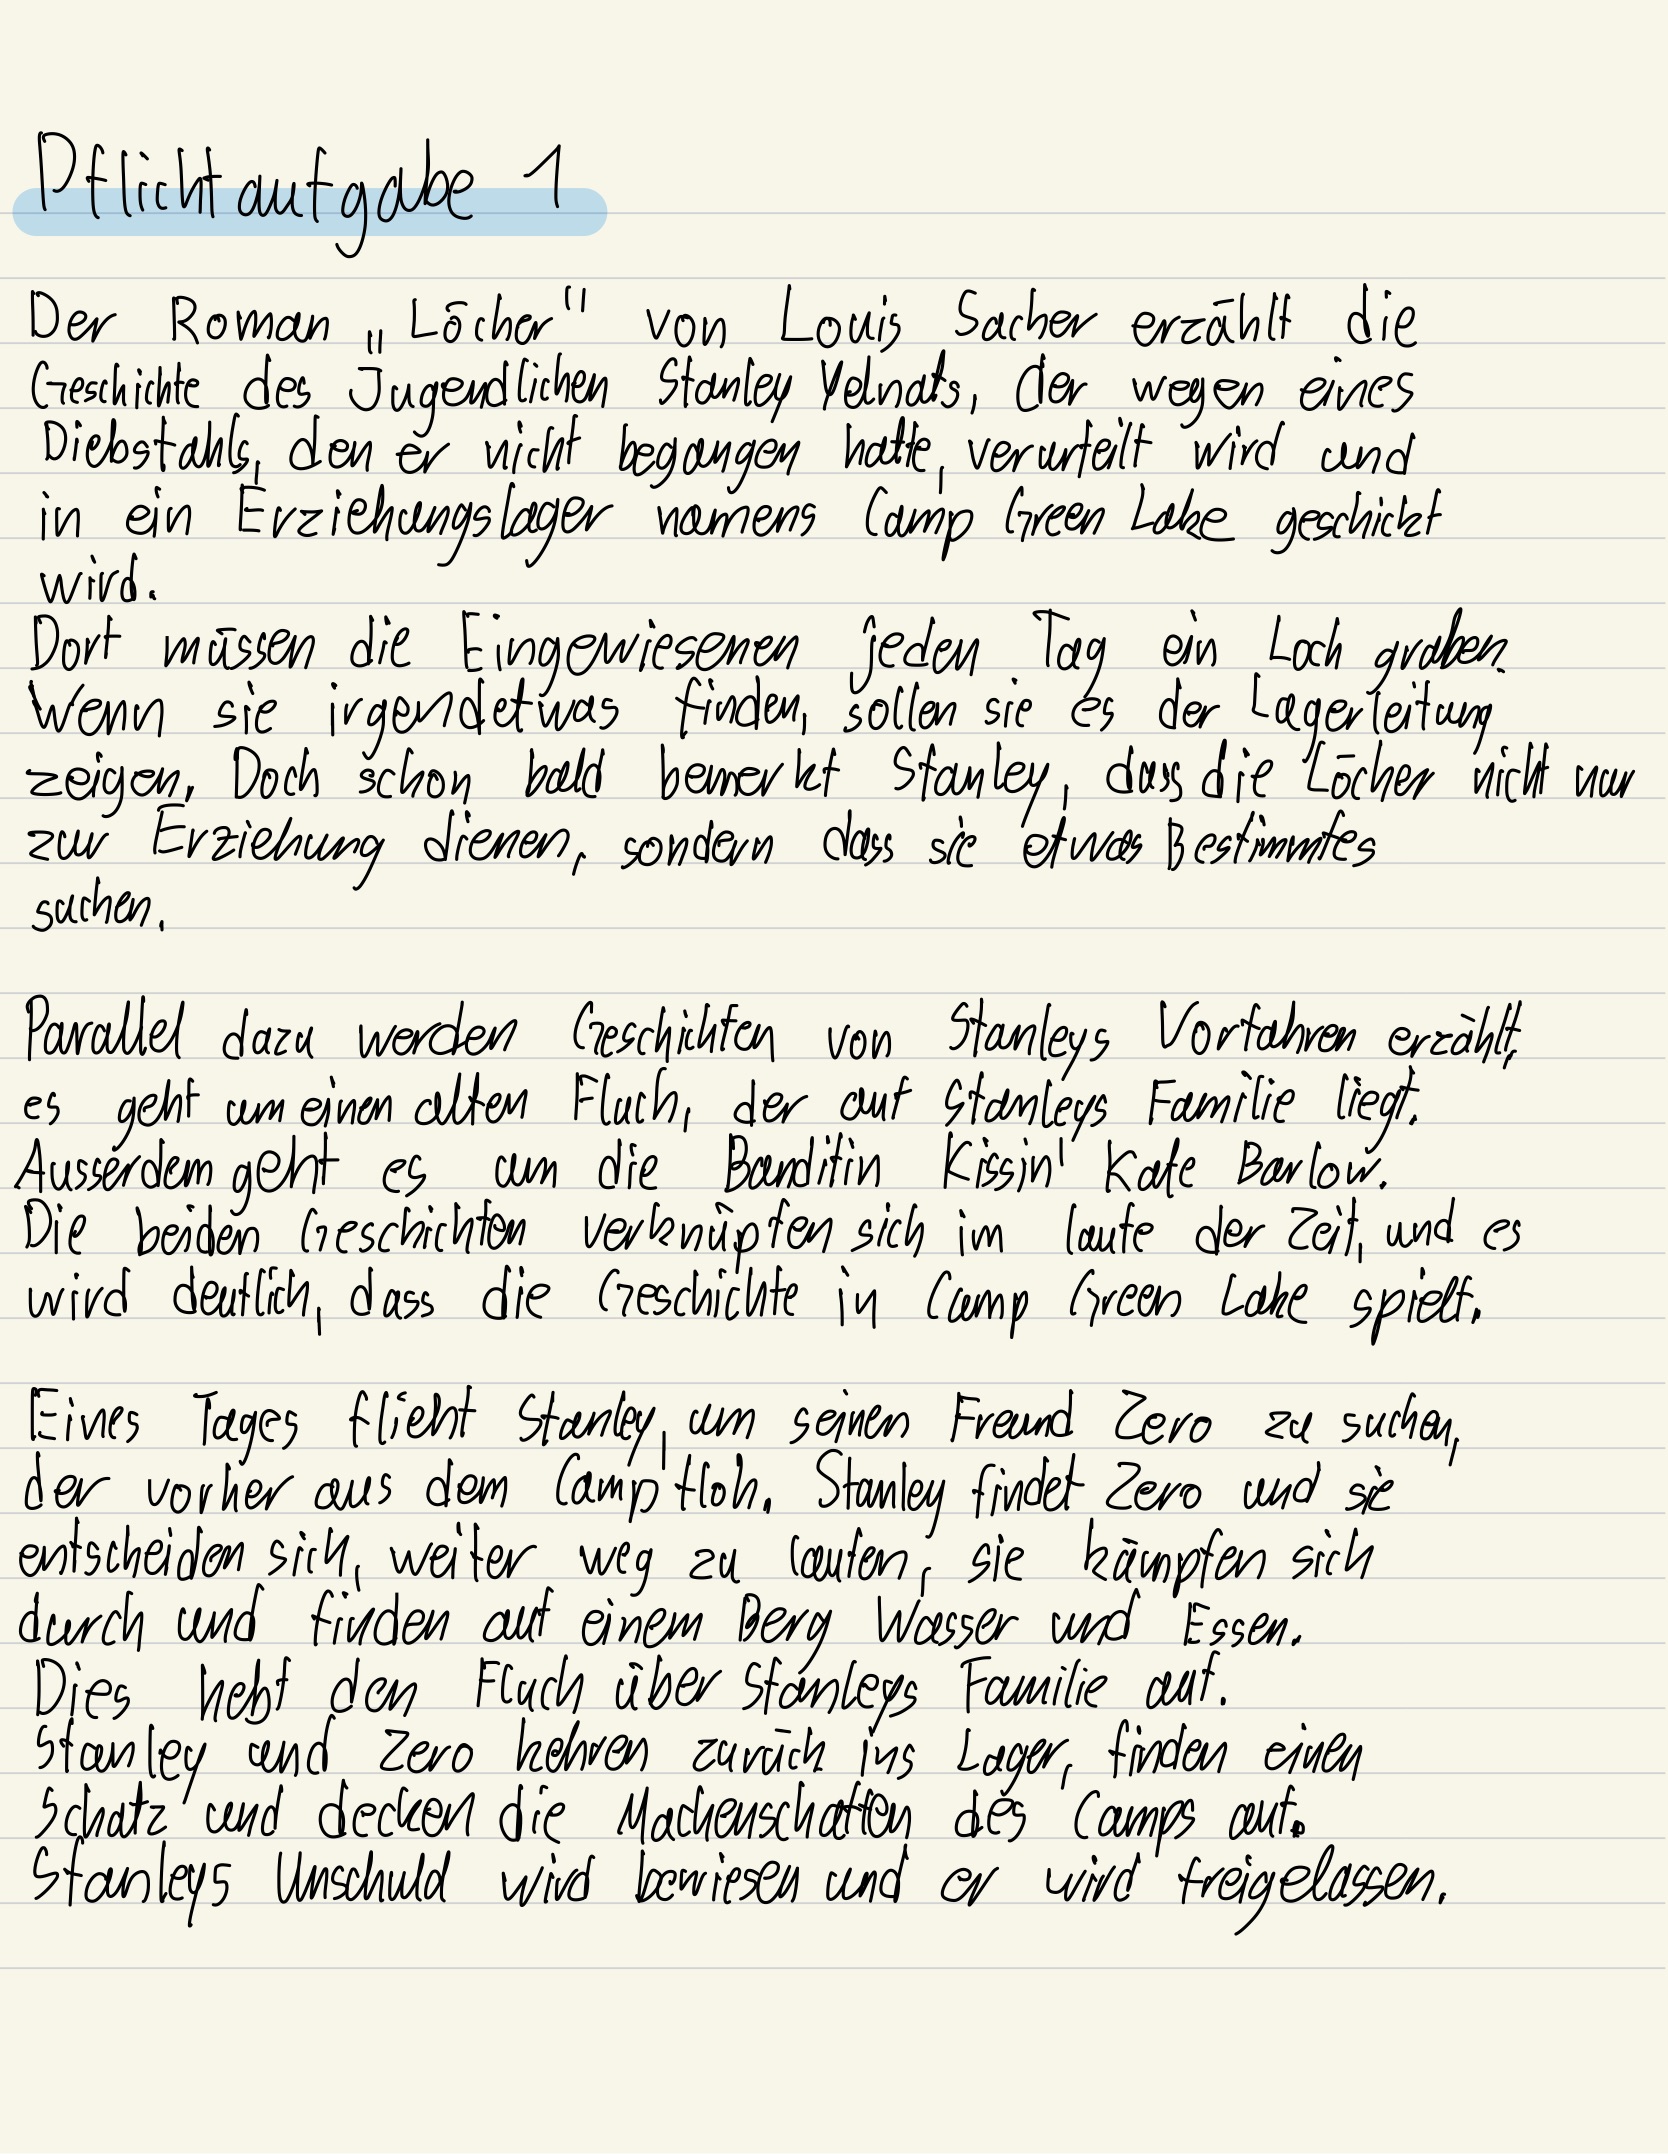 Pflichtaufgabe 1
Der Roman „Löcher" von Louis Sacher erzählt die
Geschichte des Jugendlichen Stanley Yelnats, der wegen eines
Diebstahls, den er nicht begangen hatte, verurteilt wird und
in ein Erziehungslager namens Camp Green Lake geschickt
wird.
Dort müssen die Eingewiesenen jeden Tag ein Loch graben.
Wenn sie irgendetwas finden, sollen sie es der Lagerleitung
zeigen. Doch schon bald bemerkt Stanley, dass die Löcher nicht nur
zur Erziehung dienen, sondern dass sie etwas Bestimmtes
suchen.
Parallel dazu werden Geschichten von Stanleys Vorfahren erzählt,
es geht um einen alten Fluch, der auf Stanleys Familie liegt.
Ausserdem geht es um die Banditin Kissin' Kate Barlow.
Die beiden Geschichten verknüpfen sich im laufe der Zeit, und es
wird deutlich, dass die Geschichte in Camp Green Lake spielt.
Eines Tages flieht Stanley, um seinen Freund Zero zu suchen,
der vorher aus dem Camp floh. Stanley findet Zero und sie
entscheiden sich, weiter weg zu laufen, sie kämpfen sich
durch und finden auf einem Berg Wasser und Essen.
Dies hebt den Fluch über Stanleys Familie auf.
Stanley und Zero kehren zurück ins Lager, finden einen
Schatz und decken die Machenschaften des Camps auf.
Stanleys Unschuld wird bewiesen und er wird freigelassen.